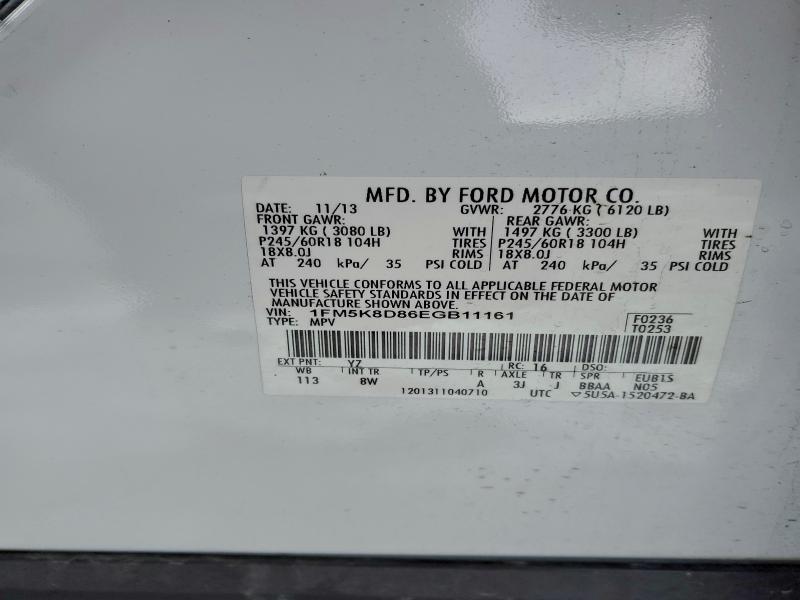 MFD. BY FORD MOTOR CO.
DATE: 11/13 GVWR: 2776 KG ( 6120 LB)
FRONT GAWR: REAR GAWR:
1397 KG ( 3080 LB) WITH 1497 KG ( 3300 LB) WITH
P245/60R18 104H TIRES P245/60R18 104H TIRES
18X8.0J RIMS 18X8.0J RIMS
AT 240 kPa/ 35 PSI COLD AT 240 kPa/ 35 PSI COLD
THIS VEHICLE CONFORMS TO ALL APPLICABLE FEDERAL MOTOR
VEHICLE SAFETY STANDARDS IN EFFECT ON THE DATE OF
MANUFACTURE SHOWN ABOVE.
VIN: 1FM5K8D86EGB11161 F0236
TYPE: MPV T0253
EXT PNT: YZ RC: 16 DSO:
WB INT TR TP/PS R AXLE TR SPR EUB1S
113 8W A 3J J BBAA N05
1201311040710 UTC ▽5U5A-1520472-BA